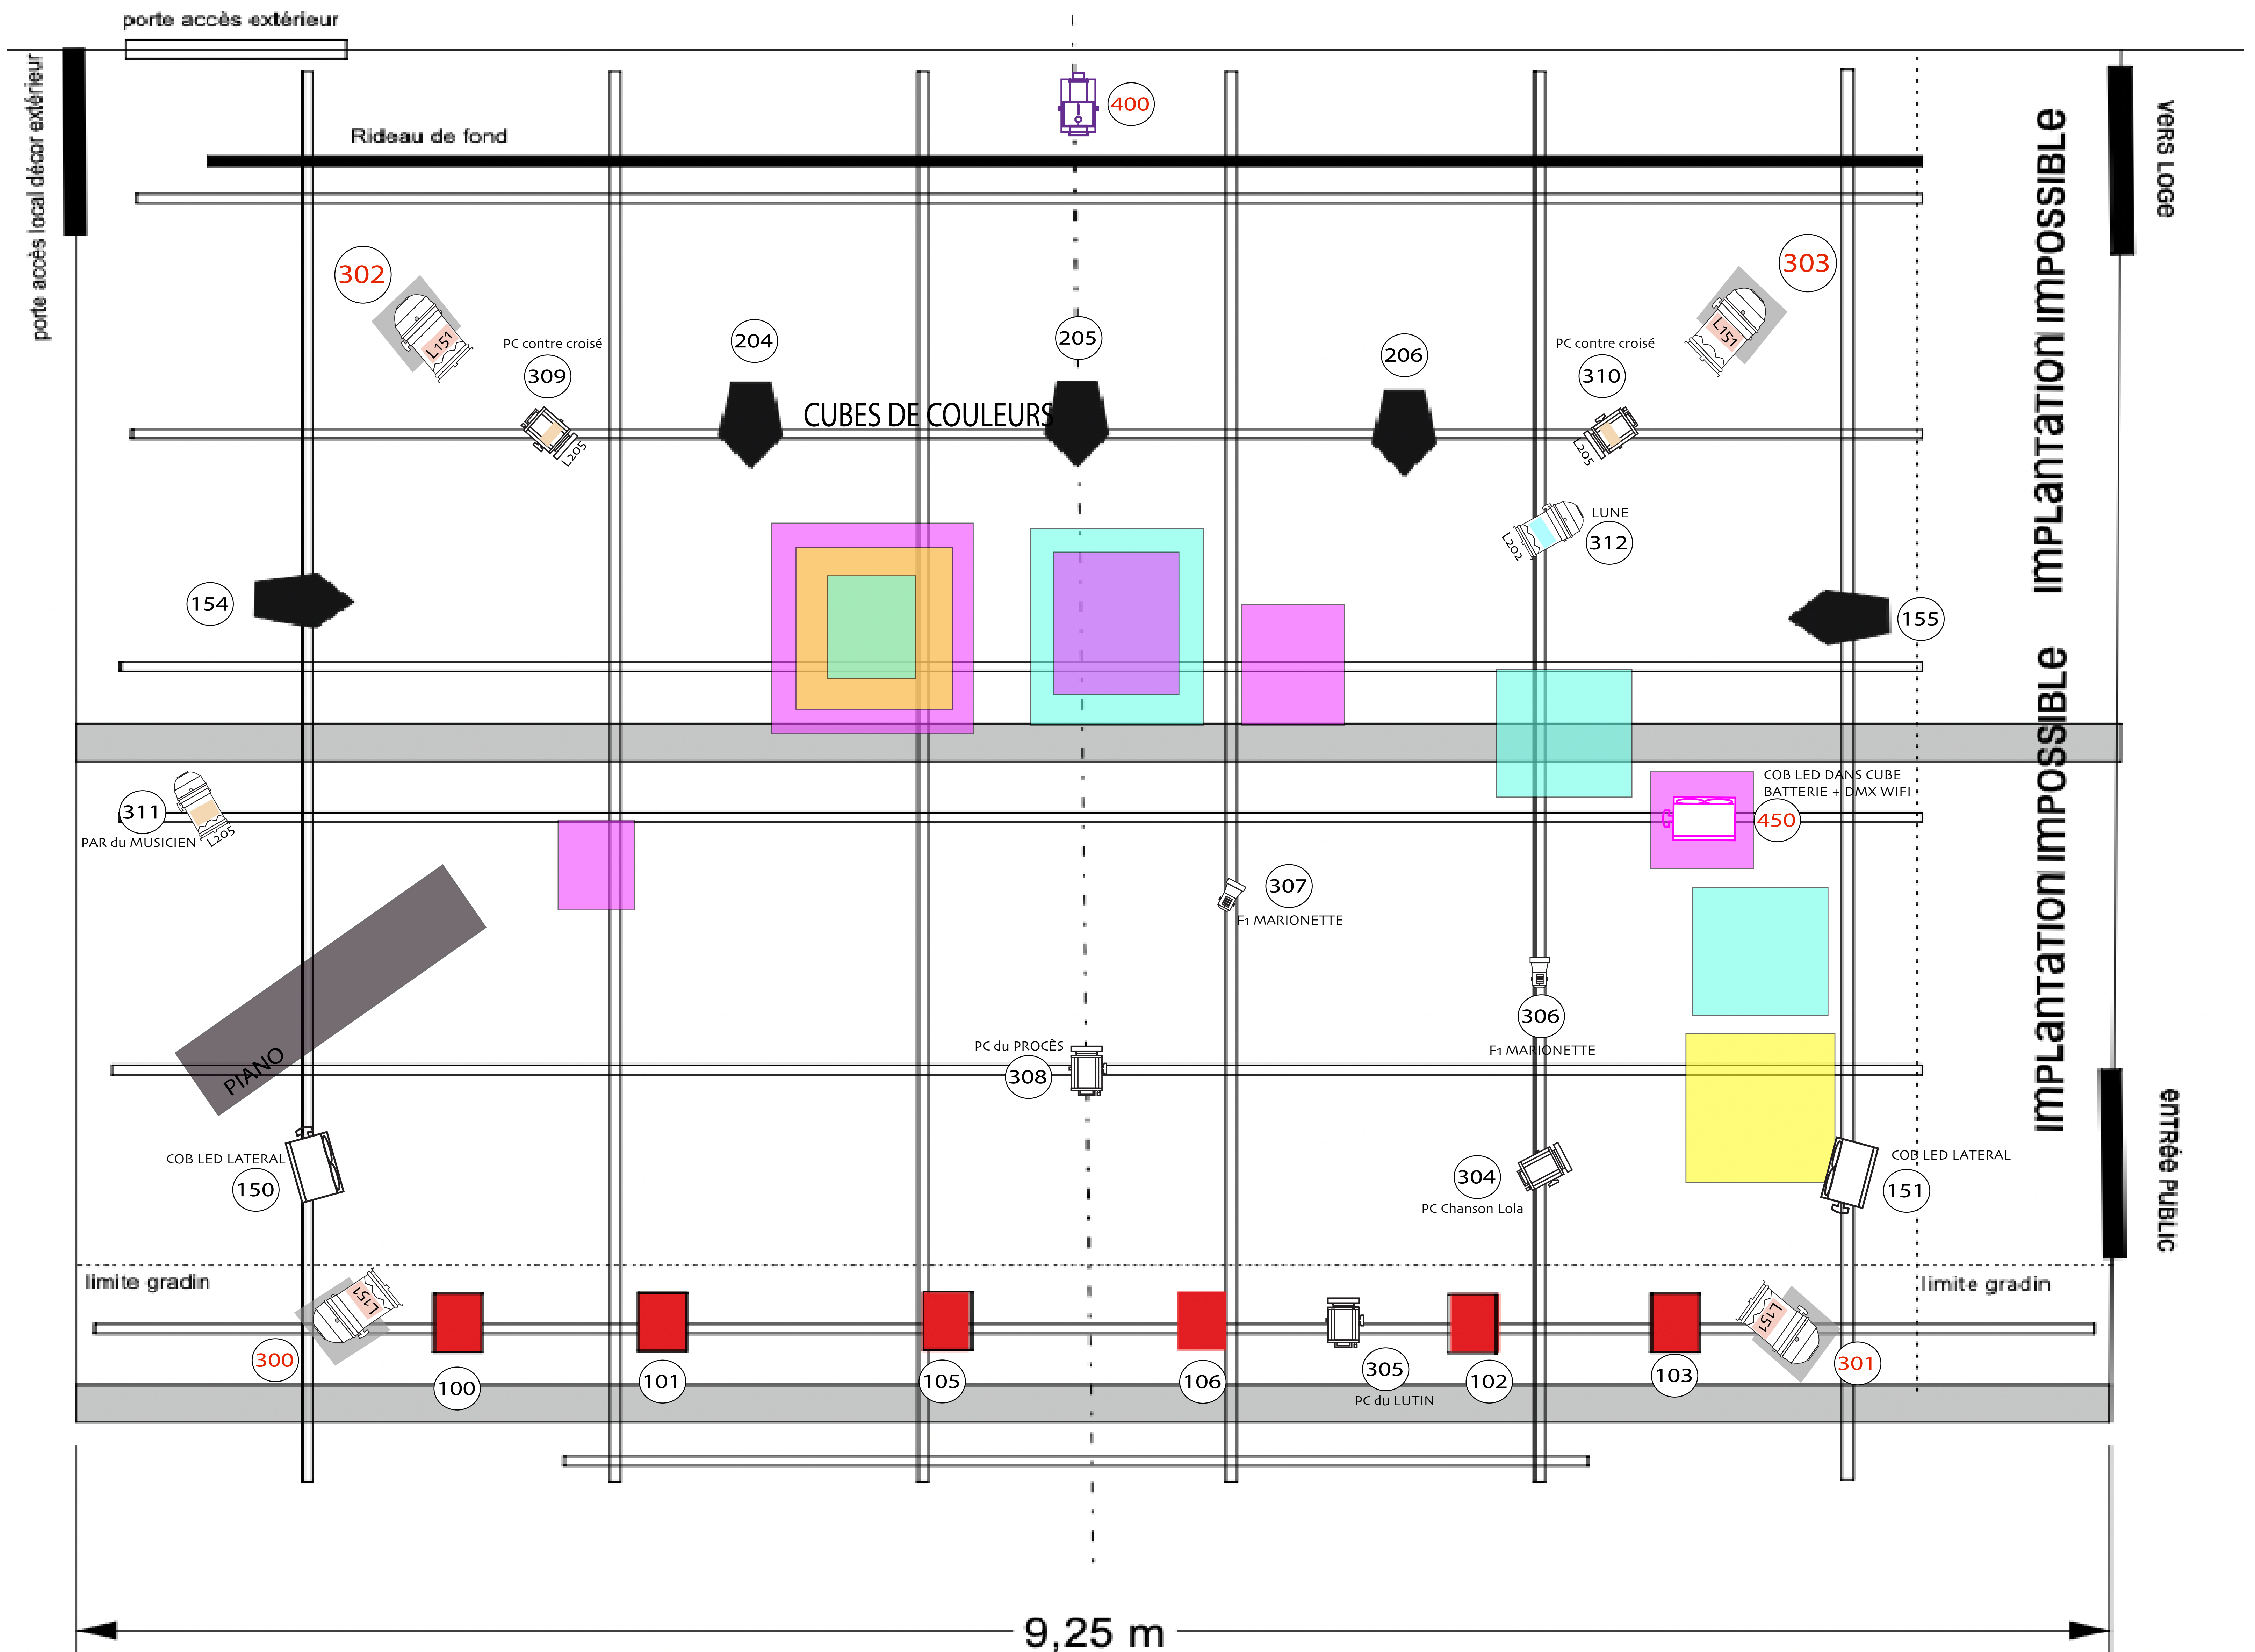 porte accès extérieur
porte accès local décor extérieur
400
Rideau de fond
VERS LOGE
IMPLANTATION IMPOSSIBLE
302
303
L151
L151
PC contre croisé
309
204
205
206
PC contre croisé
310
CUBES DE COULEURS
L205
L205
LUNE
312
L202
154
155
IMPLANTATION IMPOSSIBLE
COB LED DANS CUBE
BATTERIE + DMX WIFI
450
311
PAR du MUSICIEN
L205
307
F1 MARIONETTE
306
F1 MARIONETTE
PIANO
PC du PROCÈS
308
ENTRÉE PUBLIC
COB LED LATERAL
150
304
PC Chanson Lola
COB LED LATERAL
151
limite gradin
limite gradin
L151
L151
300
100
101
105
106
305
PC du LUTIN
102
103
301
9,25 m